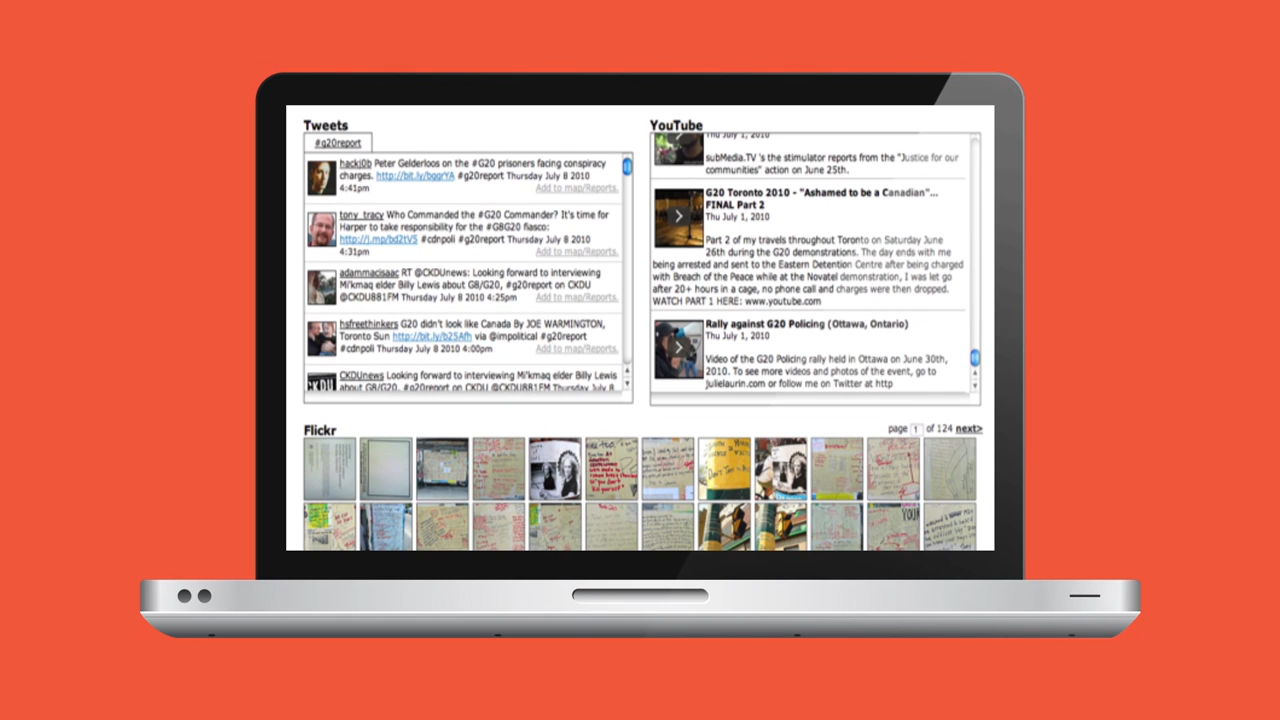 Tweets
#g20report
hackj0b Peter Gelderloos on the #G20 prisoners facing conspiracy
charges. http://bit.ly/bgqrYA #g20report Thursday July 8 2010
4:41pm
Add to map/Reports.
tony_tracy Who Commanded the #G20 Commander? It's time for
Harper to take responsibility for the #G8G20 fiasco:
http://j.mp/bd2tV5 #cdnpoli #g20report Thursday July 8 2010
4:31pm
Add to map/Reports.
adammacisaac RT @CKDUnews: Looking forward to interviewing
Mi'kmaq elder Billy Lewis about G8/G20, #g20report on CKDU
@CKDU881FM Thursday July 8 2010 4:25pm
Add to map/Reports.
hsfreethinkers G20 didn't look like Canada By JOE WARMINGTON,
Toronto Sun http://bit.ly/b25Afh via @impolitical #g20report
#cdnpoli Thursday July 8 2010 4:00pm
Add to map/Reports.
CKDUnews Looking forward to interviewing Mi'kmaq elder Billy Lewis
about G8/G20, #g20report on CKDU @CKDU881FM Thursday July 8
YouTube
Thu July 1, 2010
subMedia.TV 's the stimulator reports from the "Justice for our
communities" action on June 25th.
G20 Toronto 2010 - "Ashamed to be a Canadian"...
FINAL Part 2
Thu July 1, 2010
Part 2 of my travels throughout Toronto on Saturday June
26th during the G20 demonstrations. The day ends with me
being arrested and sent to the Eastern Detention Centre after being charged
with Breach of the Peace while at the Novatel demonstration, I was let go
after 20+ hours in a cage, no phone call and charges were then dropped.
WATCH PART 1 HERE: www.youtube.com
Rally against G20 Policing (Ottawa, Ontario)
Thu July 1, 2010
Video of the G20 Policing rally held in Ottawa on June 30th,
2010. To see more videos and photos of the event, go to
julielaurin.com or follow me on Twitter at http
Flickr
page 1 of 124 next>